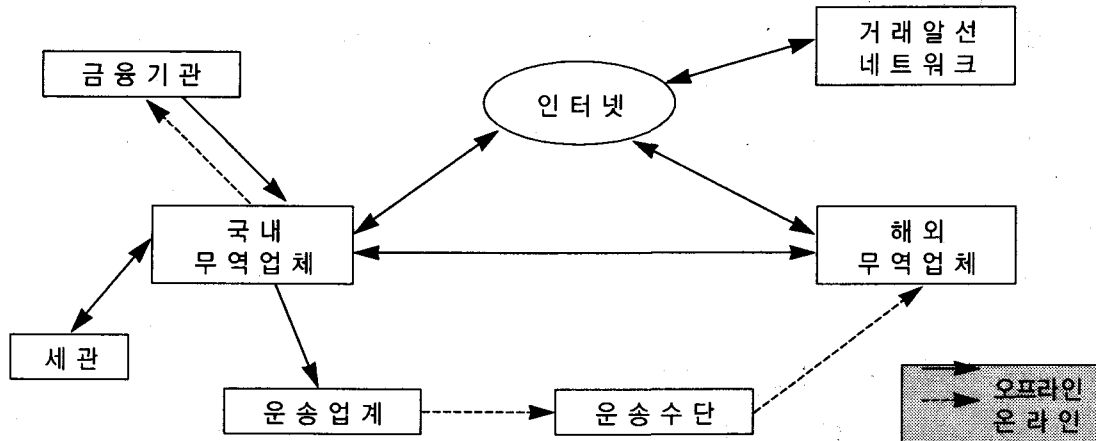 거래알선
네트워크
금융기관
인터넷
국내
무역업체
해외
무역업체
세관
운송업계
운송수단
오프라인
온라인